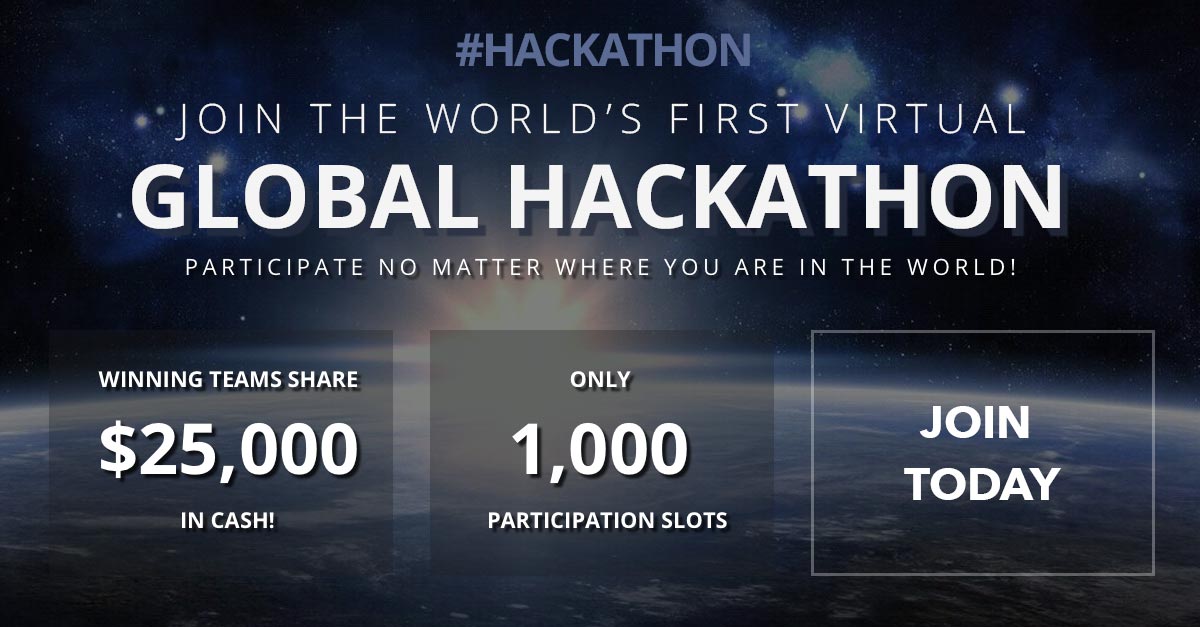 #HACKATHON
JOIN THE WORLD’S FIRST VIRTUAL
GLOBAL HACKATHON
PARTICIPATE NO MATTER WHERE YOU ARE IN THE WORLD!
WINNING TEAMS SHARE
$25,000
IN CASH!
ONLY
1,000
PARTICIPATION SLOTS
JOIN
TODAY